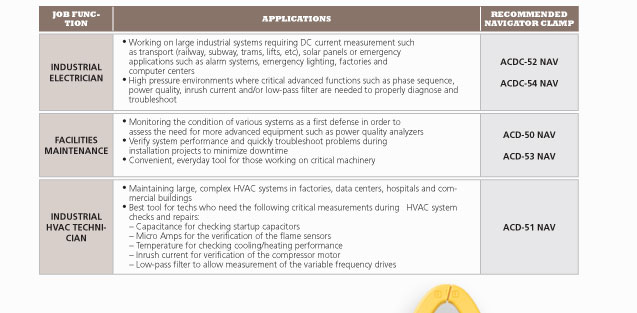 JOB FUNC-
TION
APPLICATIONS
RECOMMENDED
NAVIGATOR CLAMP
INDUSTRIAL
ELECTRICIAN
• Working on large industrial systems requiring DC current measurement such
as transport (railway, subway, trams, lifts, etc), solar panels or emergency
applications such as alarm systems, emergency lighting, factories and
computer centers
• High pressure environments where critical advanced functions such as phase sequence,
power quality, inrush current and/or low-pass filter are needed to properly diagnose and
troubleshoot
ACDC-52 NAV
ACDC-54 NAV
FACILITIES
MAINTENANCE
• Monitoring the condition of various systems as a first defense in order to
assess the need for more advanced equipment such as power quality analyzers
• Verify system performance and quickly troubleshoot problems during
installation projects to minimize downtime
• Convenient, everyday tool for those working on critical machinery
ACD-50 NAV
ACD-53 NAV
INDUSTRIAL
HVAC TECHNI-
CIAN
• Maintaining large, complex HVAC systems in factories, data centers, hospitals and com-
mercial buildings
• Best tool for techs who need the following critical measurements during HVAC system
checks and repairs:
– Capacitance for checking startup capacitors
– Micro Amps for the verification of the flame sensors
– Temperature for checking cooling/heating performance
– Inrush current for verification of the compressor motor
– Low-pass filter to allow measurement of the variable frequency drives
ACD-51 NAV